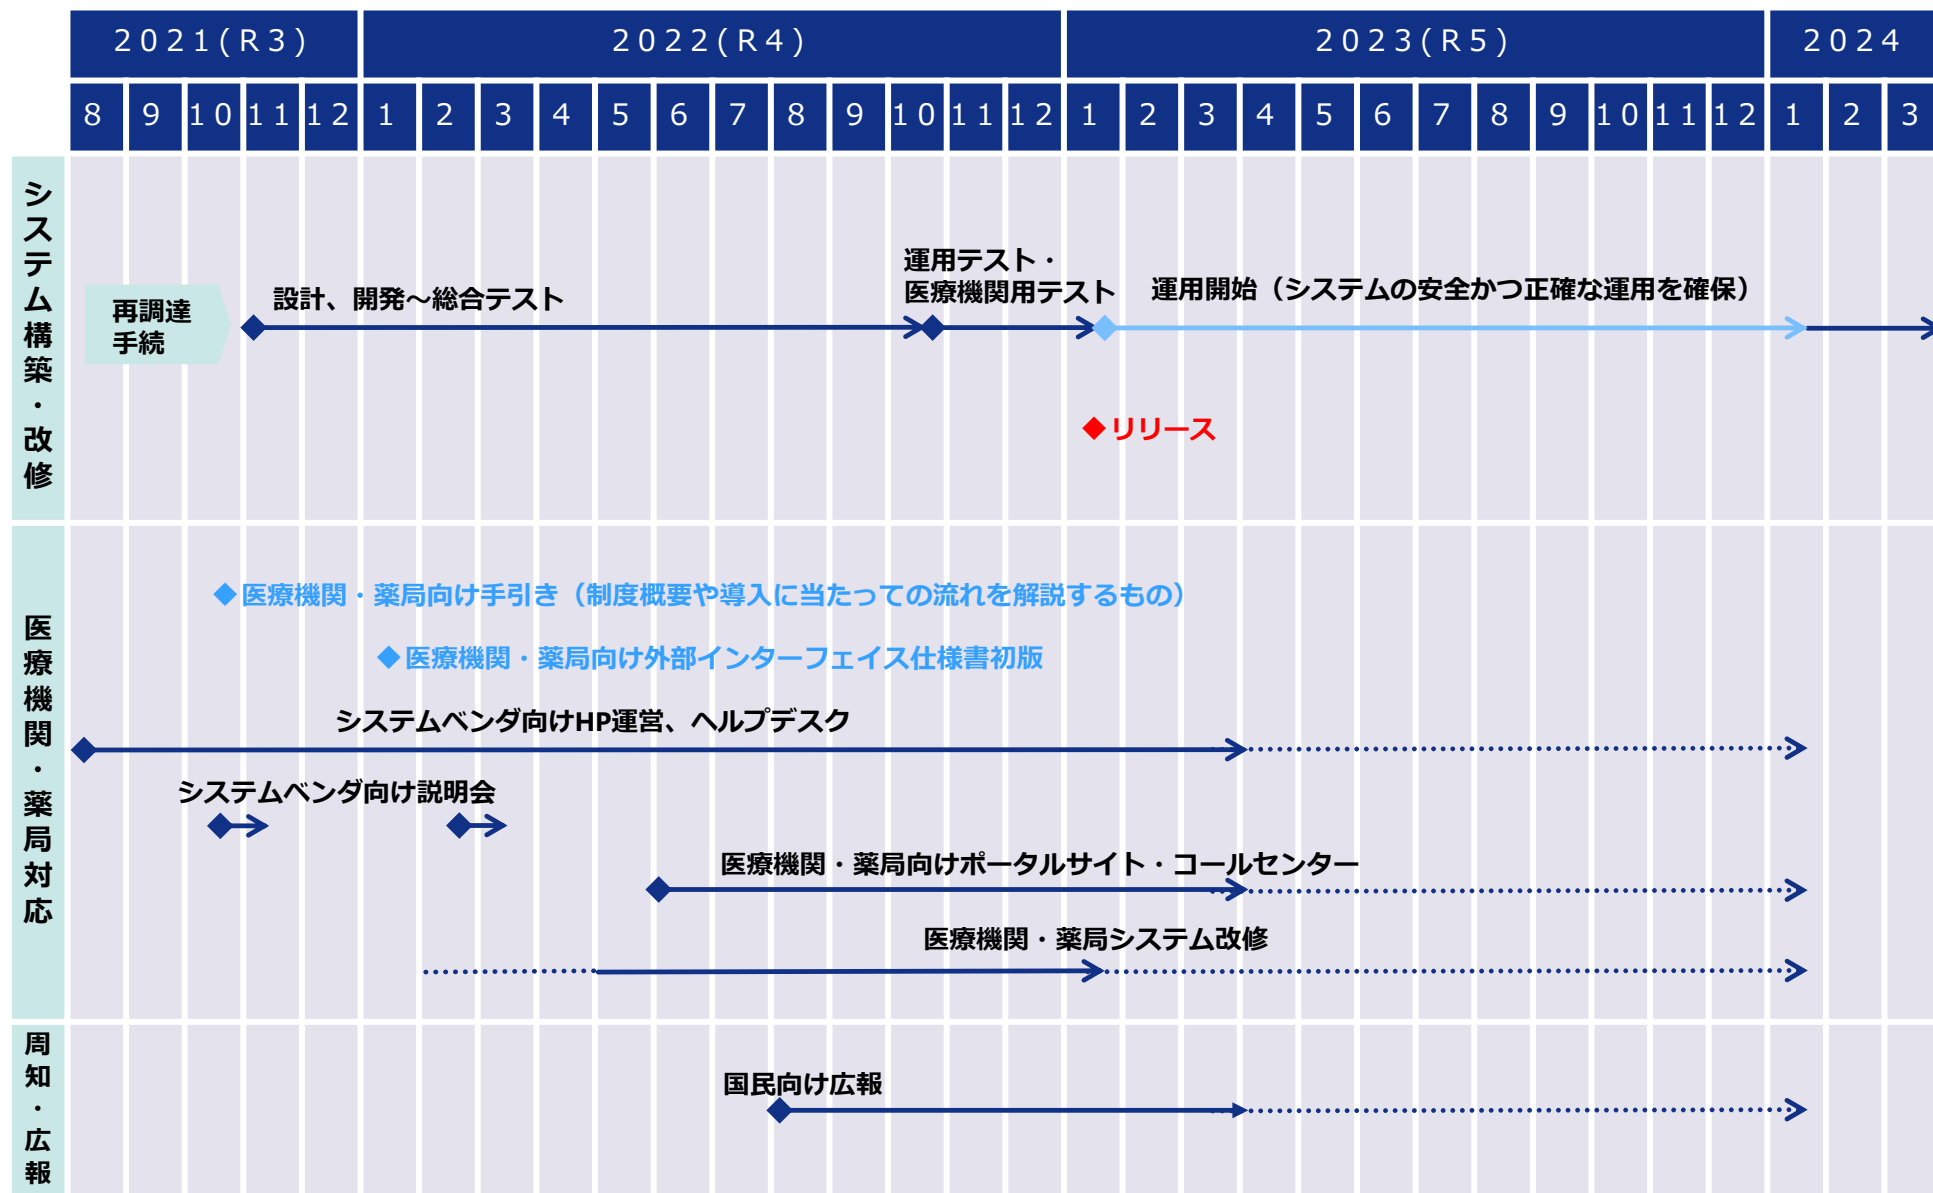 2021(R3) 2022(R4) 2023(R5) 2024
8 9 10 11 12 1 2 3 4 5 6 7 8 9 10 11 12 1 2 3 4 5 6 7 8 9 10 11 12 1 2 3
システム構築・改修
再調達
手続
設計、開発～総合テスト
運用テスト・
医療機関用テスト
運用開始（システムの安全かつ正確な運用を確保）
リリース
医療機関・薬局対応
医療機関・薬局向け手引き（制度概要や導入に当たっての流れを解説するもの）
医療機関・薬局向け外部インターフェイス仕様書初版
システムベンダ向けHP運営、ヘルプデスク
システムベンダ向け説明会
医療機関・薬局向けポータルサイト・コールセンター
医療機関・薬局システム改修
周知・広報
国民向け広報